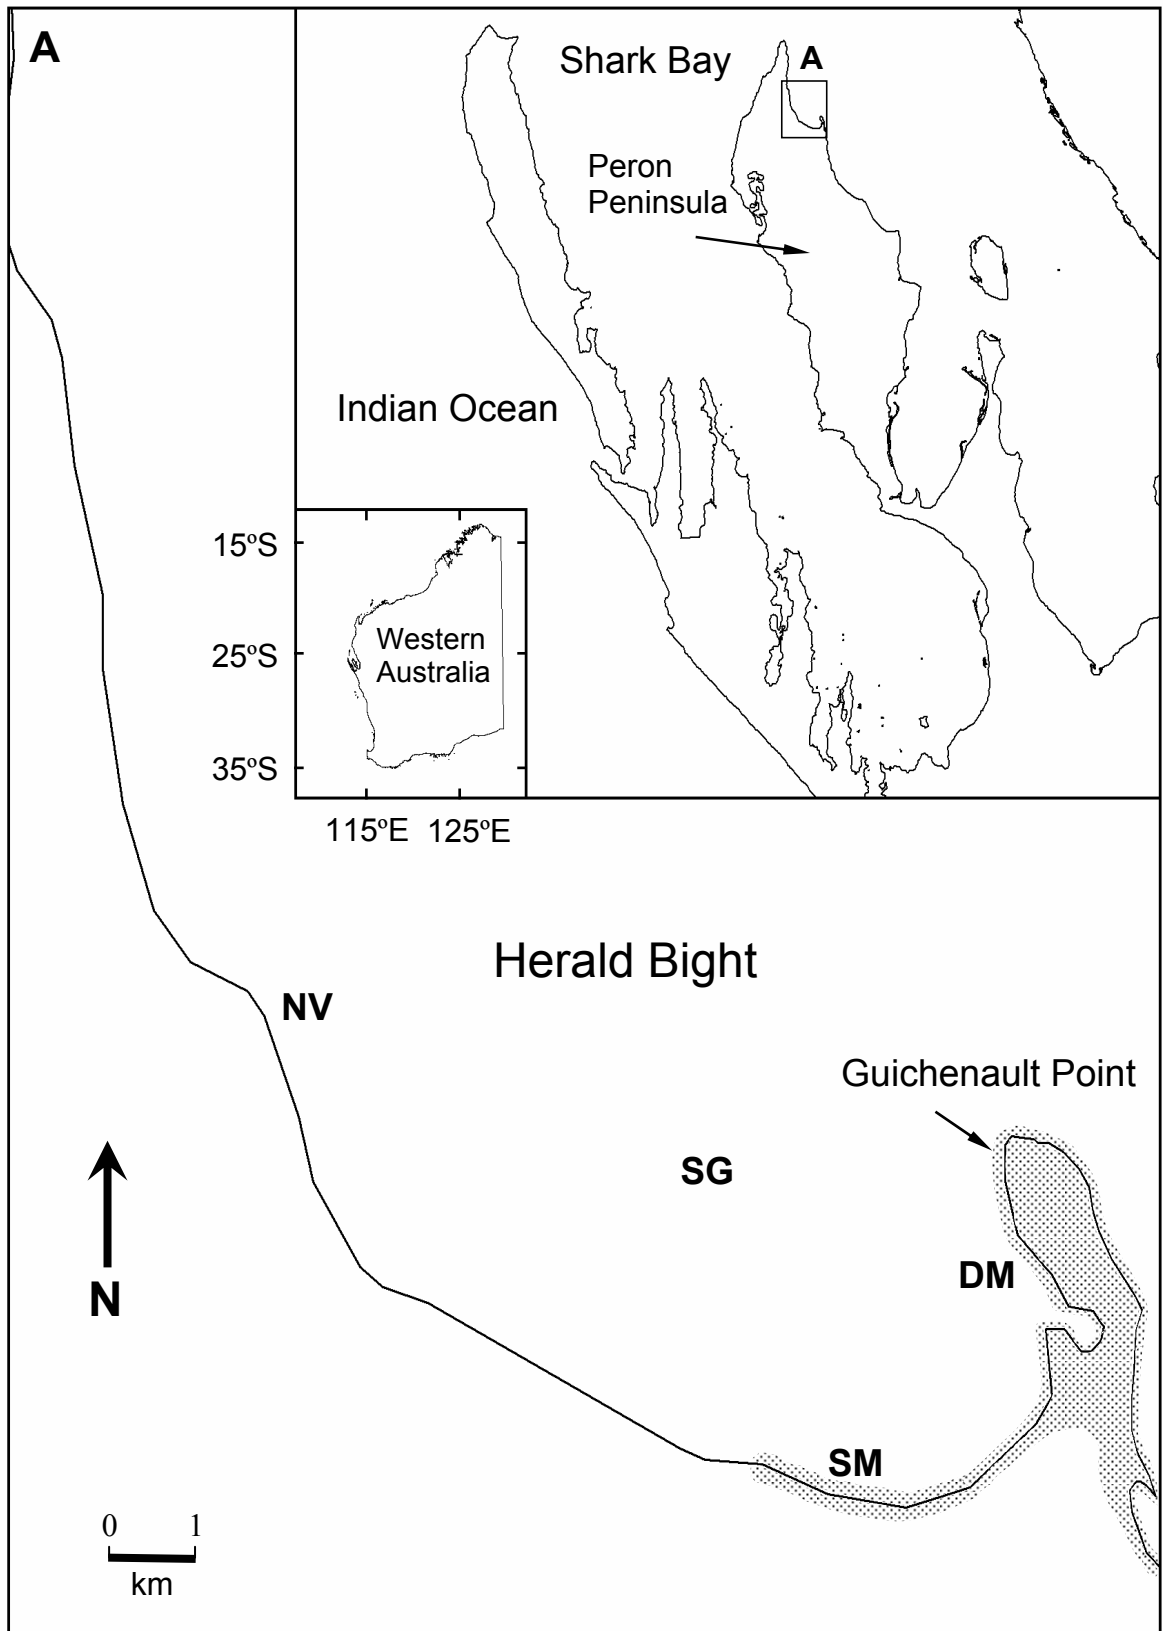 A
Shark Bay
A
Peron
Peninsula
Indian Ocean
15ºS
25ºS
35ºS
Western
Australia
115ºE 125ºE
Herald Bight
NV
Guichenault Point
SG
DM
N
SM
0 1
km